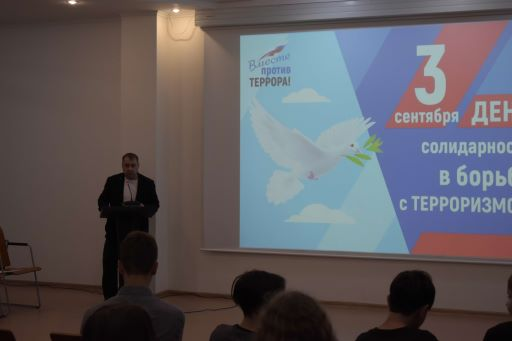 Вместе
против
ТЕРРОРА!
3
сентября
ДЕН
солидарнос
в борьб
с ТЕРРОРИЗМО